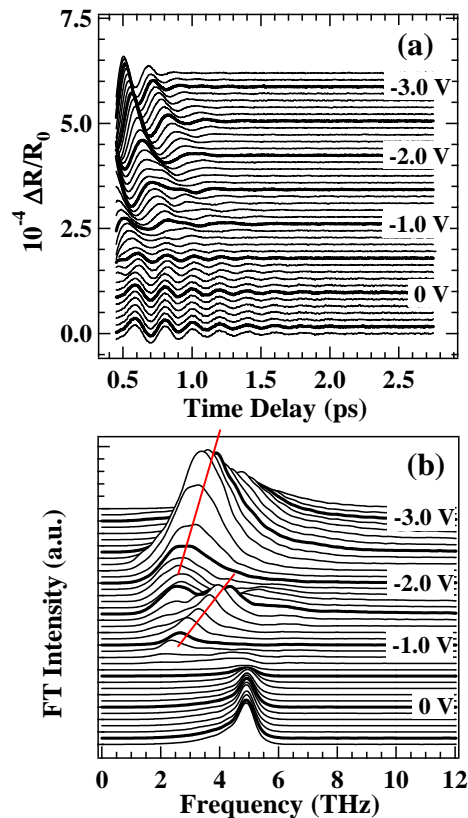 (a)
7.5
5.0
2.5
0.0
10⁻⁴ ΔR/R₀
-3.0 V
-2.0 V
-1.0 V
0 V
0.5 1.0 1.5 2.0 2.5
Time Delay (ps)
(b)
FT Intensity (a.u.)
-3.0 V
-2.0 V
-1.0 V
0 V
0 2 4 6 8 10 12
Frequency (THz)